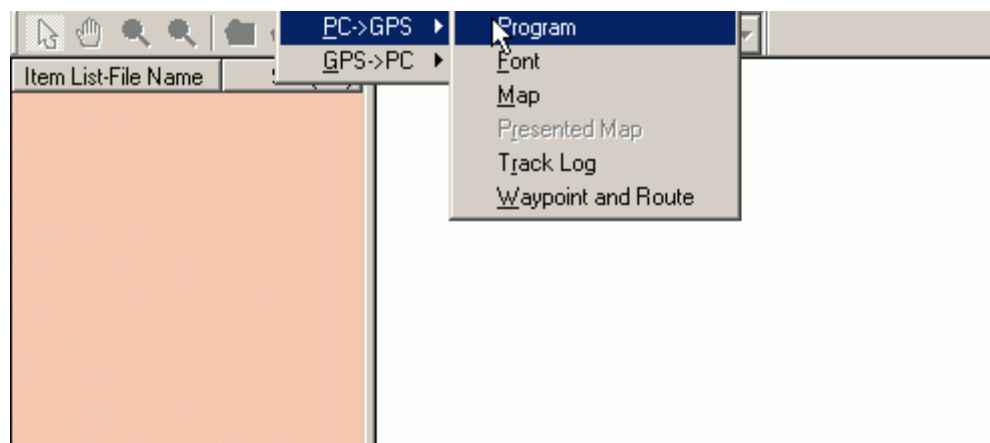 PC->GPS
Program
GPS->PC
Font
Item List-File Name
Map
Presented Map
Track Log
Waypoint and Route